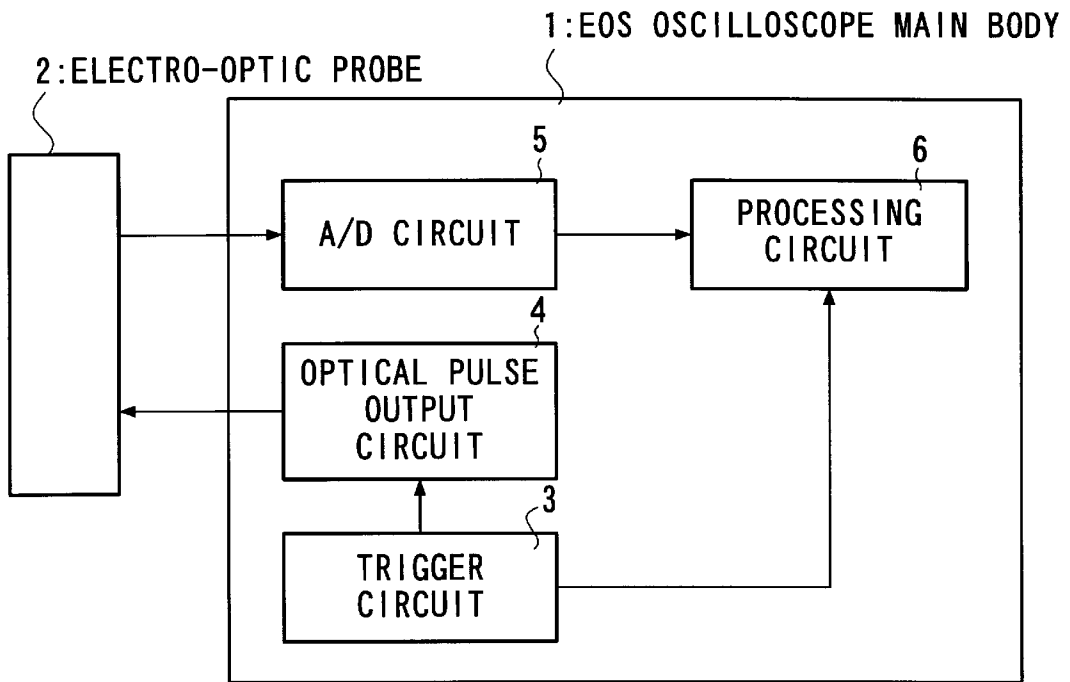 1:EOS OSCILLOSCOPE MAIN BODY
2:ELECTRO-OPTIC PROBE
5
A/D CIRCUIT
6
PROCESSING
CIRCUIT
4
OPTICAL PULSE
OUTPUT
CIRCUIT
3
TRIGGER
CIRCUIT